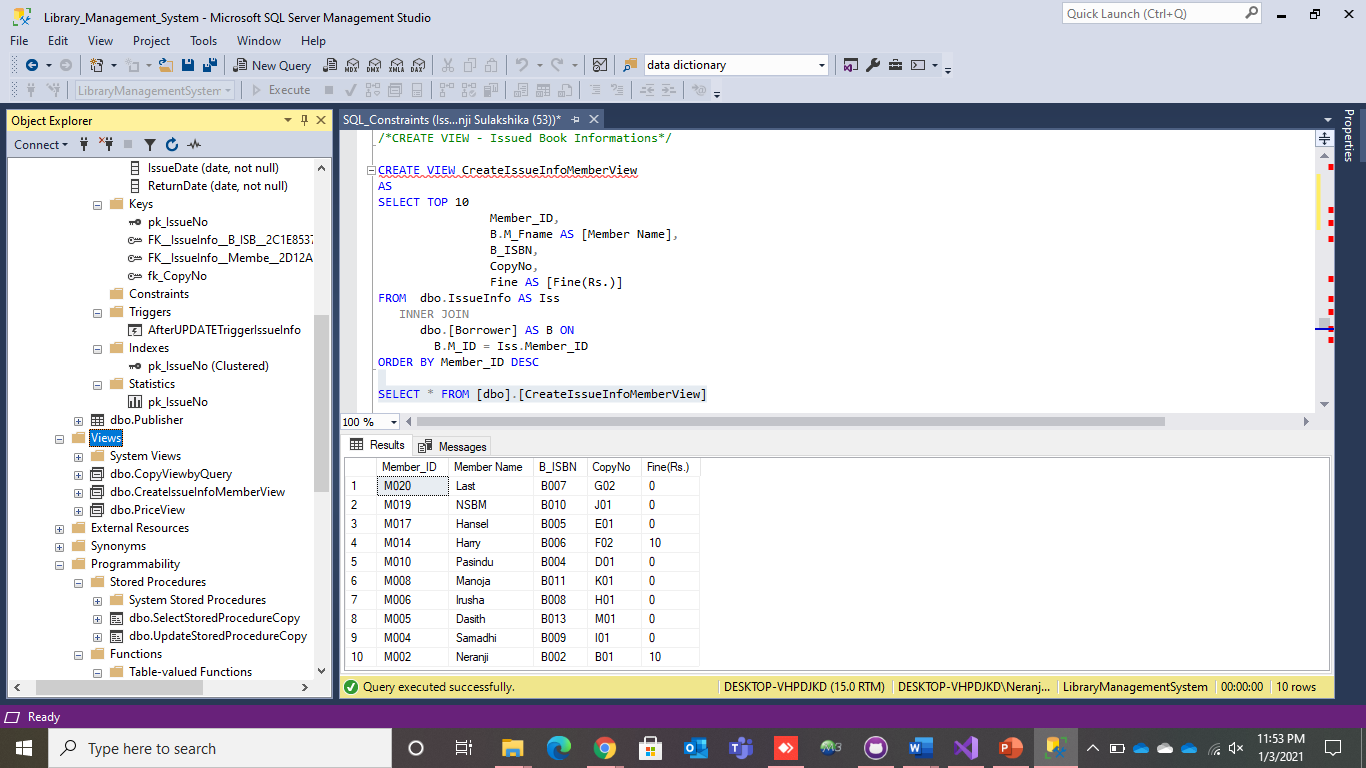 Library_Management_System - Microsoft SQL Server Management Studio
Quick Launch (Ctrl+Q)
File Edit View Project Tools Window Help
New Query MDX DMX XMLA DAX data dictionary
LibraryManagementSystem Execute
Object Explorer
Connect
IssueDate (date, not null)
ReturnDate (date, not null)
Keys
pk_IssueNo
FK__IssueInfo__B_ISB__2C1E8537
FK__IssueInfo__Membe__2D12A
fk_CopyNo
Constraints
Triggers
AfterUPDATETriggerIssueInfo
Indexes
pk_IssueNo (Clustered)
Statistics
pk_IssueNo
dbo.Publisher
Views
System Views
dbo.CopyViewbyQuery
dbo.CreateIssueInfoMemberView
dbo.PriceView
External Resources
Synonyms
Programmability
Stored Procedures
System Stored Procedures
dbo.SelectStoredProcedureCopy
dbo.UpdateStoredProcedureCopy
Functions
Table-valued Functions
SQL_Constraints (Iss...nji Sulakshika (53))*
Properties
/*CREATE VIEW - Issued Book Informations*/
CREATE VIEW CreateIssueInfoMemberView
AS
SELECT TOP 10
Member_ID,
B.M_Fname AS [Member Name],
B_ISBN,
CopyNo,
Fine AS [Fine(Rs.)]
FROM dbo.IssueInfo AS Iss
INNER JOIN
dbo.[Borrower] AS B ON
B.M_ID = Iss.Member_ID
ORDER BY Member_ID DESC
SELECT * FROM [dbo].[CreateIssueInfoMemberView]
100 %
Results Messages
Member_ID Member Name B_ISBN CopyNo Fine(Rs.)
1 M020 Last B007 G02 0
2 M019 NSBM B010 J01 0
3 M017 Hansel B005 E01 0
4 M014 Harry B006 F02 10
5 M010 Pasindu B004 D01 0
6 M008 Manoja B011 K01 0
7 M006 Irusha B008 H01 0
8 M005 Dasith B013 M01 0
9 M004 Samadhi B009 I01 0
10 M002 Neranji B002 B01 10
Query executed successfully. DESKTOP-VHPDJKD (15.0 RTM) DESKTOP-VHPDJKD\Neranj... LibraryManagementSystem 00:00:00 10 rows
Ready
Type here to search
11:53 PM
1/3/2021